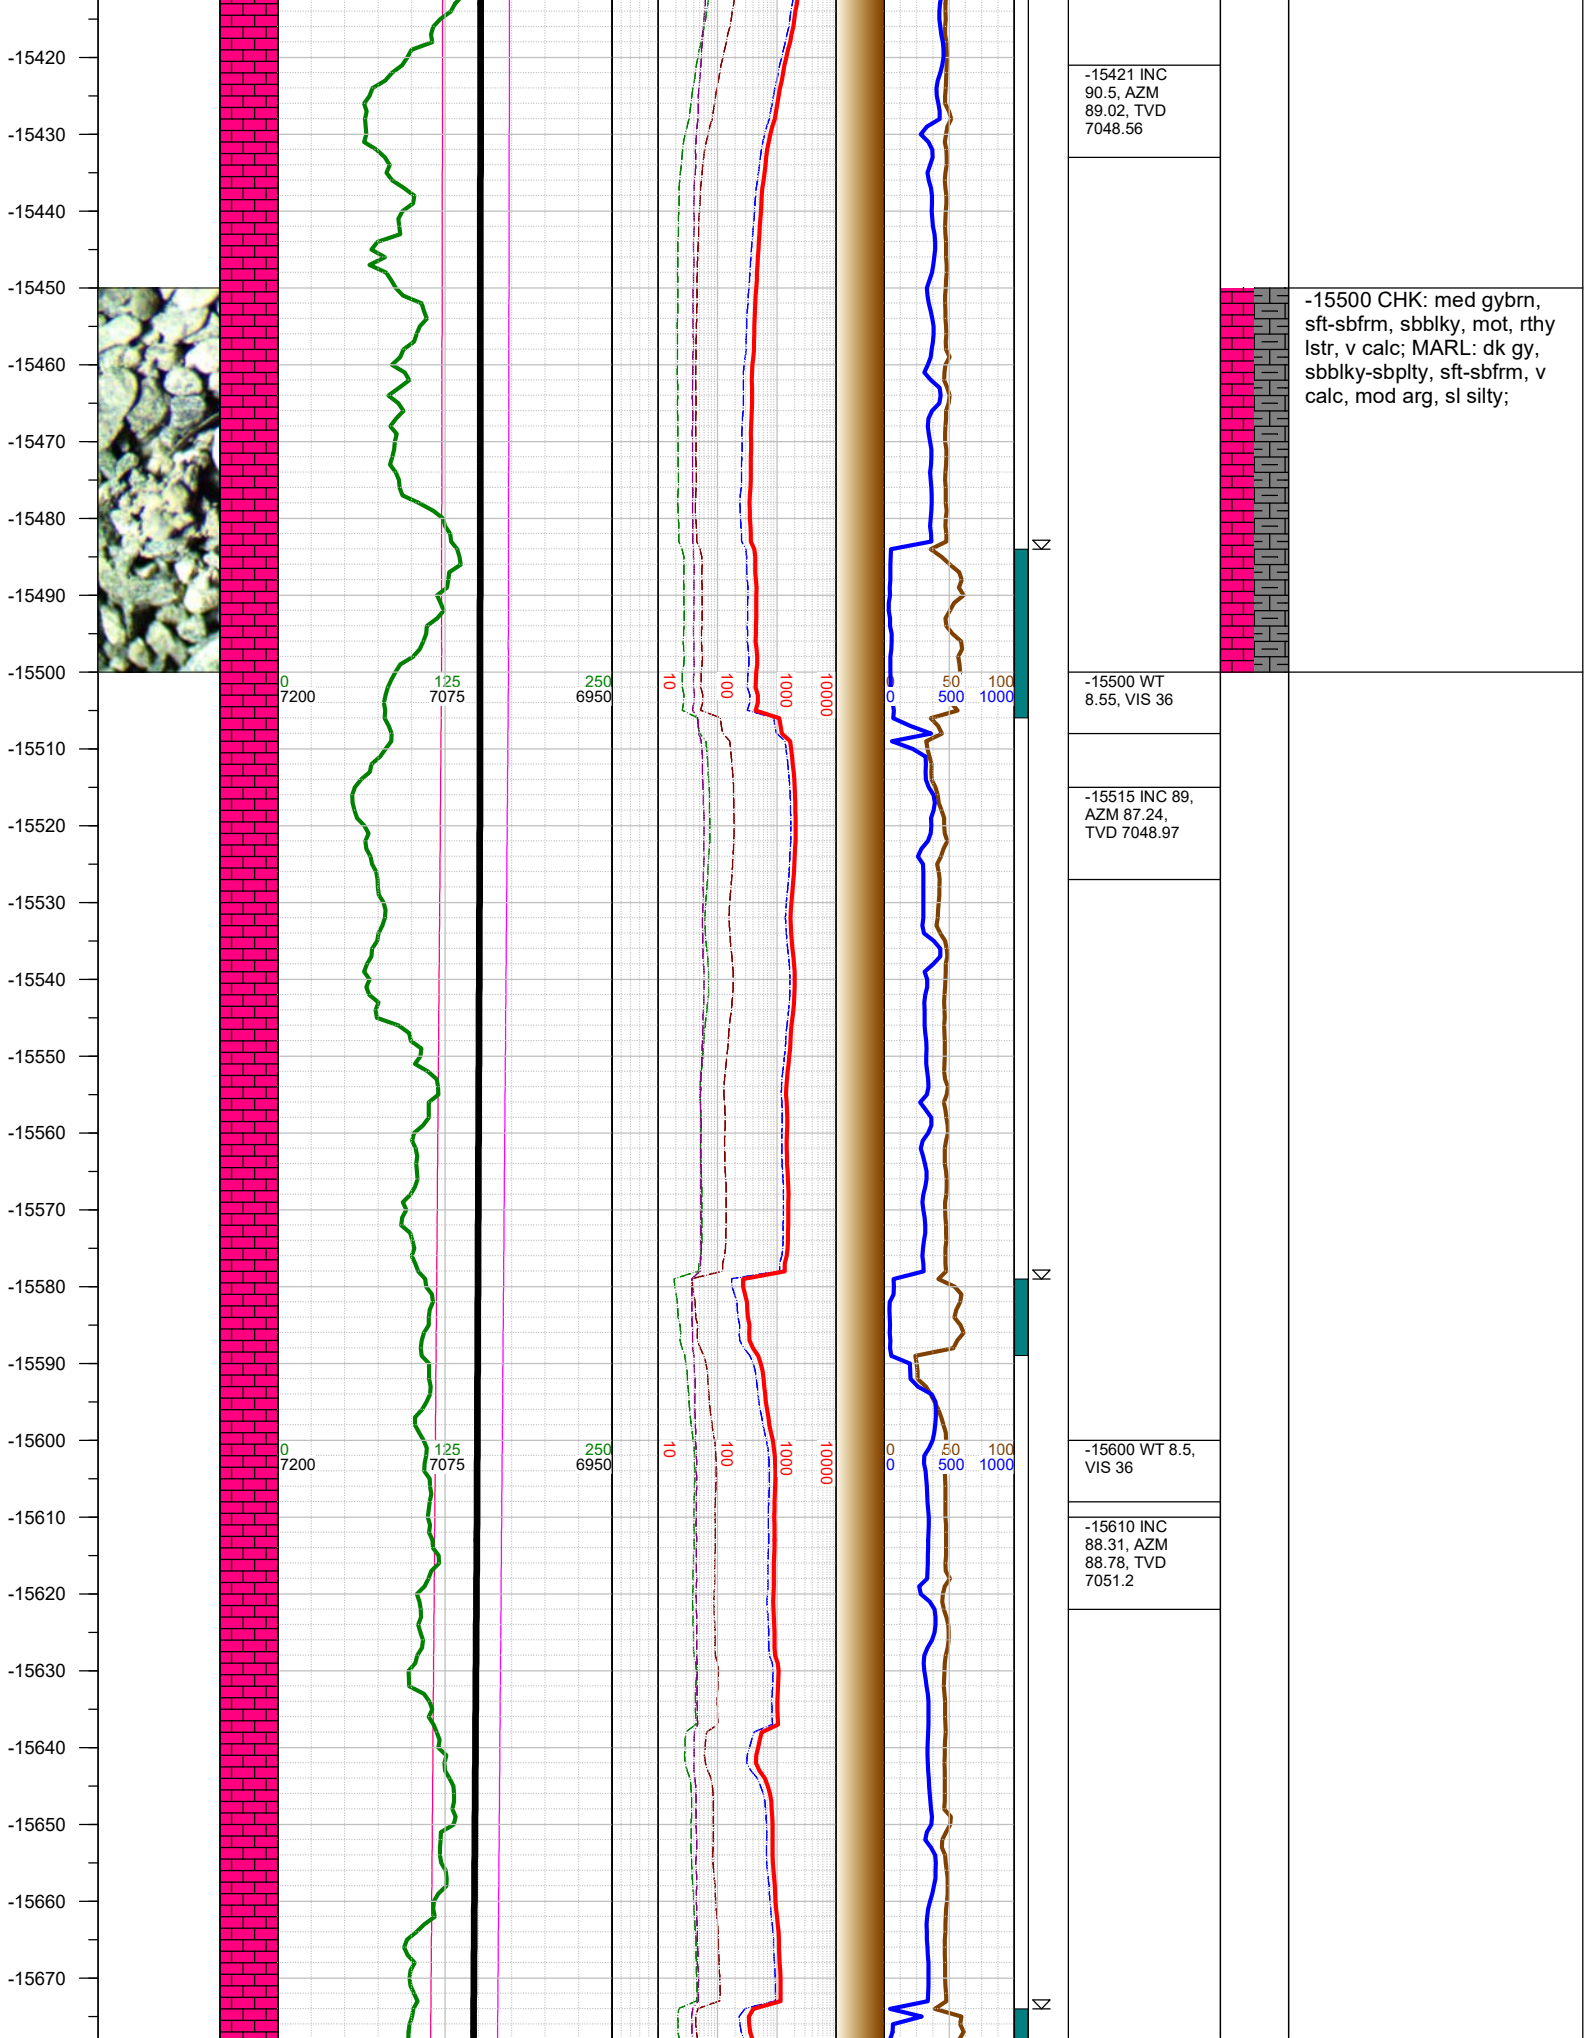 -15420
-15421 INC
90.5, AZM
89.02, TVD
7048.56
-15430
-15440
-15450
-15500 CHK: med gybrn,
sft-sbfrm, sbblky, mot, rthy
lstr, v calc; MARL: dk gy,
sbblky-sbplty, sft-sbfrm, v
calc, mod arg, sl silty;
-15460
-15470
-15480
-15490
-15500
0 125 250
7200 7075 6950
10 100 1000 10000
0 50 100
0 500 1000
-15500 WT
8.55, VIS 36
-15510
-15515 INC 89,
AZM 87.24,
TVD 7048.97
-15520
-15530
-15540
-15550
-15560
-15570
-15580
-15590
-15600
0 125 250
7200 7075 6950
10 100 1000 10000
0 50 100
0 500 1000
-15600 WT 8.5,
VIS 36
-15610
-15610 INC
88.31, AZM
88.78, TVD
7051.2
-15620
-15630
-15640
-15650
-15660
-15670